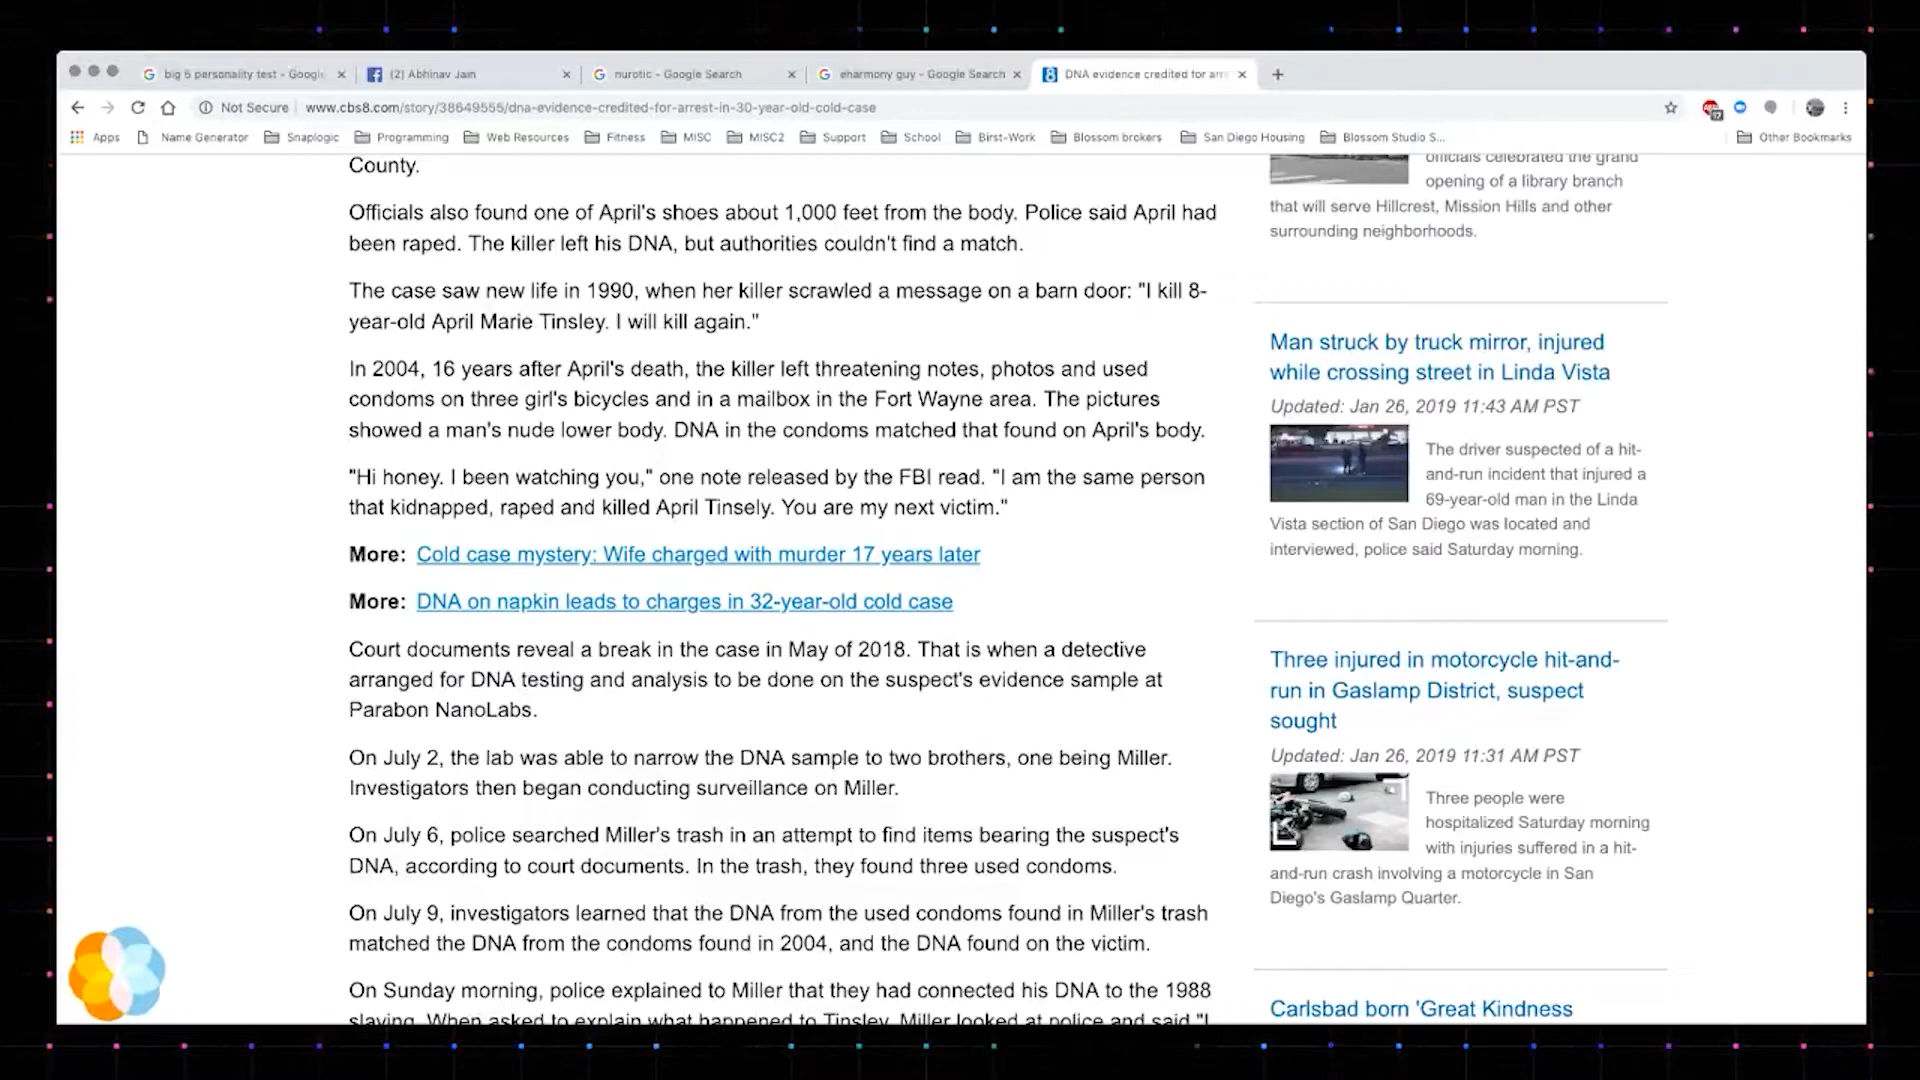 big 5 personality test - Google
(2) Abhinav Jain
nurotic - Google Search
eharmony guy - Google Search
DNA evidence credited for arr
Not Secure | www.cbs8.com/story/38649555/dna-evidence-credited-for-arrest-in-30-year-old-cold-case
17
Apps Name Generator Snaplogic Programming Web Resources Fitness MISC MISC2 Support School Birst-Work Blossom brokers San Diego Housing Blossom Studio S... Other Bookmarks
County.
Officials also found one of April's shoes about 1,000 feet from the body. Police said April had
been raped. The killer left his DNA, but authorities couldn't find a match.
The case saw new life in 1990, when her killer scrawled a message on a barn door: "I kill 8-
year-old April Marie Tinsley. I will kill again."
In 2004, 16 years after April's death, the killer left threatening notes, photos and used
condoms on three girl's bicycles and in a mailbox in the Fort Wayne area. The pictures
showed a man's nude lower body. DNA in the condoms matched that found on April's body.
"Hi honey. I been watching you," one note released by the FBI read. "I am the same person
that kidnapped, raped and killed April Tinsely. You are my next victim."
More: Cold case mystery: Wife charged with murder 17 years later
More: DNA on napkin leads to charges in 32-year-old cold case
Court documents reveal a break in the case in May of 2018. That is when a detective
arranged for DNA testing and analysis to be done on the suspect's evidence sample at
Parabon NanoLabs.
On July 2, the lab was able to narrow the DNA sample to two brothers, one being Miller.
Investigators then began conducting surveillance on Miller.
On July 6, police searched Miller's trash in an attempt to find items bearing the suspect's
DNA, according to court documents. In the trash, they found three used condoms.
On July 9, investigators learned that the DNA from the used condoms found in Miller's trash
matched the DNA from the condoms found in 2004, and the DNA found on the victim.
On Sunday morning, police explained to Miller that they had connected his DNA to the 1988
slaying. When asked to explain what happened to Tinsley, Miller looked at police and said "I
officials celebrated the grand
opening of a library branch
that will serve Hillcrest, Mission Hills and other
surrounding neighborhoods.
Man struck by truck mirror, injured
while crossing street in Linda Vista
Updated: Jan 26, 2019 11:43 AM PST
The driver suspected of a hit-
and-run incident that injured a
69-year-old man in the Linda
Vista section of San Diego was located and
interviewed, police said Saturday morning.
Three injured in motorcycle hit-and-
run in Gaslamp District, suspect
sought
Updated: Jan 26, 2019 11:31 AM PST
Three people were
hospitalized Saturday morning
with injuries suffered in a hit-
and-run crash involving a motorcycle in San
Diego's Gaslamp Quarter.
Carlsbad born 'Great Kindness